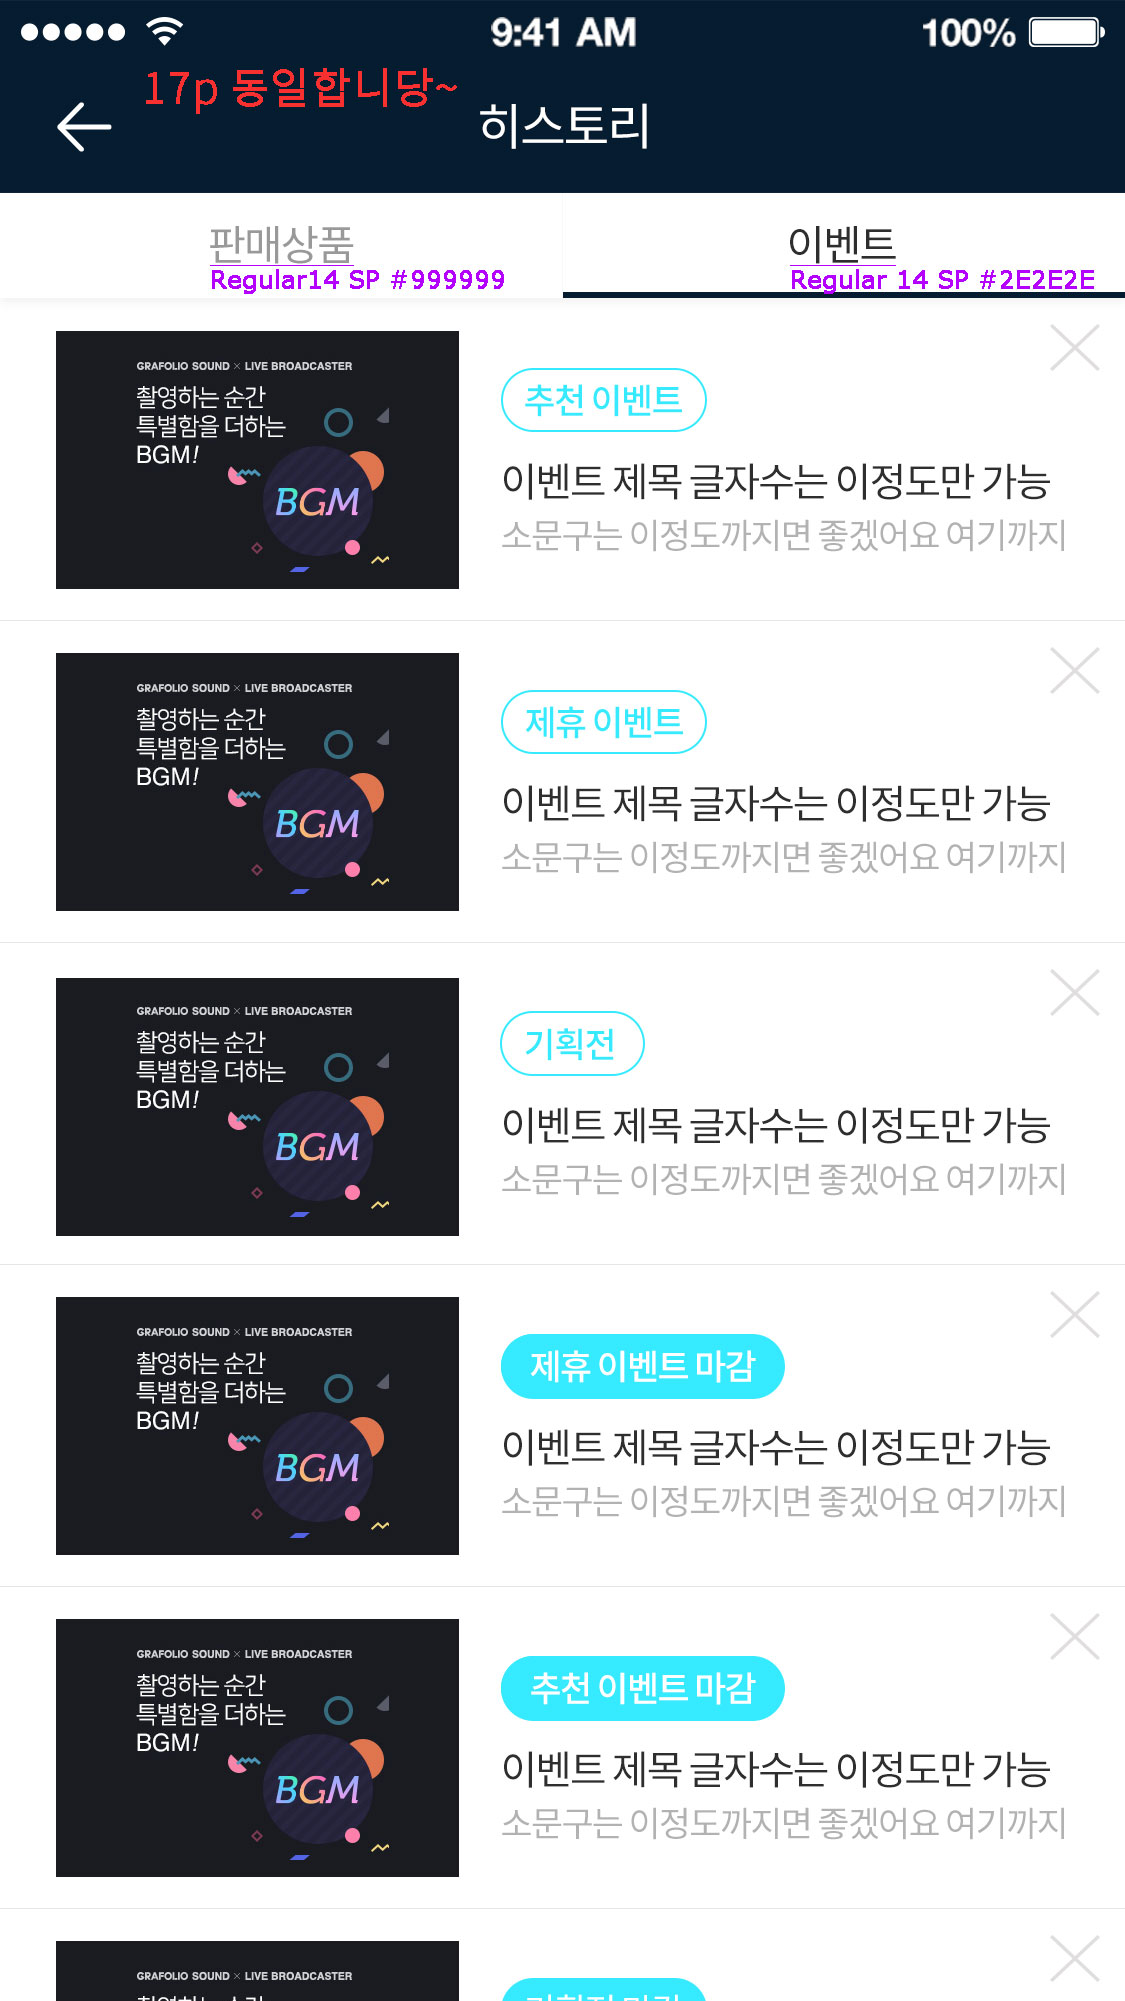 9:41 AM 100%
17p 동일합니당~
히스토리
판매상품 이벤트
Regular14 SP #999999 Regular 14 SP #2E2E2E
GRAFOLIO SOUND × LIVE BROADCASTER
촬영하는 순간
특별함을 더하는
BGM!
BGM
추천 이벤트
이벤트 제목 글자수는 이정도만 가능
소문구는 이정도까지면 좋겠어요 여기까지
GRAFOLIO SOUND × LIVE BROADCASTER
촬영하는 순간
특별함을 더하는
BGM!
BGM
제휴 이벤트
이벤트 제목 글자수는 이정도만 가능
소문구는 이정도까지면 좋겠어요 여기까지
GRAFOLIO SOUND × LIVE BROADCASTER
촬영하는 순간
특별함을 더하는
BGM!
BGM
기획전
이벤트 제목 글자수는 이정도만 가능
소문구는 이정도까지면 좋겠어요 여기까지
GRAFOLIO SOUND × LIVE BROADCASTER
촬영하는 순간
특별함을 더하는
BGM!
BGM
제휴 이벤트 마감
이벤트 제목 글자수는 이정도만 가능
소문구는 이정도까지면 좋겠어요 여기까지
GRAFOLIO SOUND × LIVE BROADCASTER
촬영하는 순간
특별함을 더하는
BGM!
BGM
추천 이벤트 마감
이벤트 제목 글자수는 이정도만 가능
소문구는 이정도까지면 좋겠어요 여기까지
GRAFOLIO SOUND × LIVE BROADCASTER